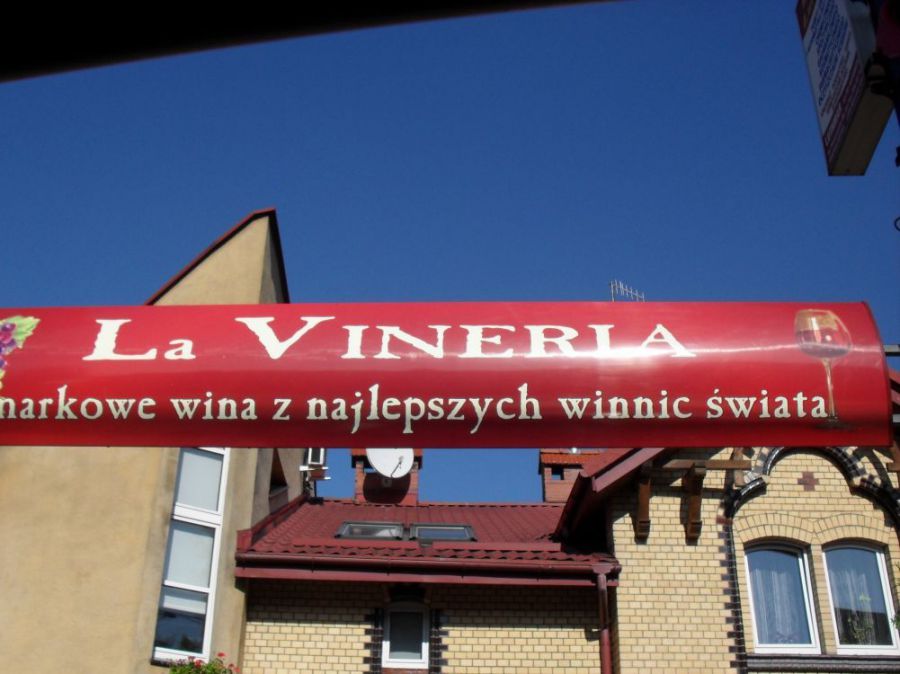 La Vineria
markowe wina z najlepszych winnic świata